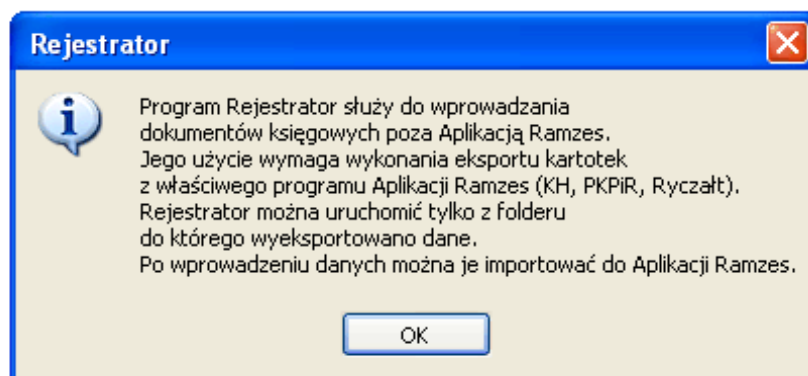 Rejestrator
Program Rejestrator służy do wprowadzania
dokumentów księgowych poza Aplikacją Ramzes.
Jego użycie wymaga wykonania eksportu kartotek
z właściwego programu Aplikacji Ramzes (KH, PKPiR, Ryczałt).
Rejestrator można uruchomić tylko z folderu
do którego wyeksportowano dane.
Po wprowadzeniu danych można je importować do Aplikacji Ramzes.
OK